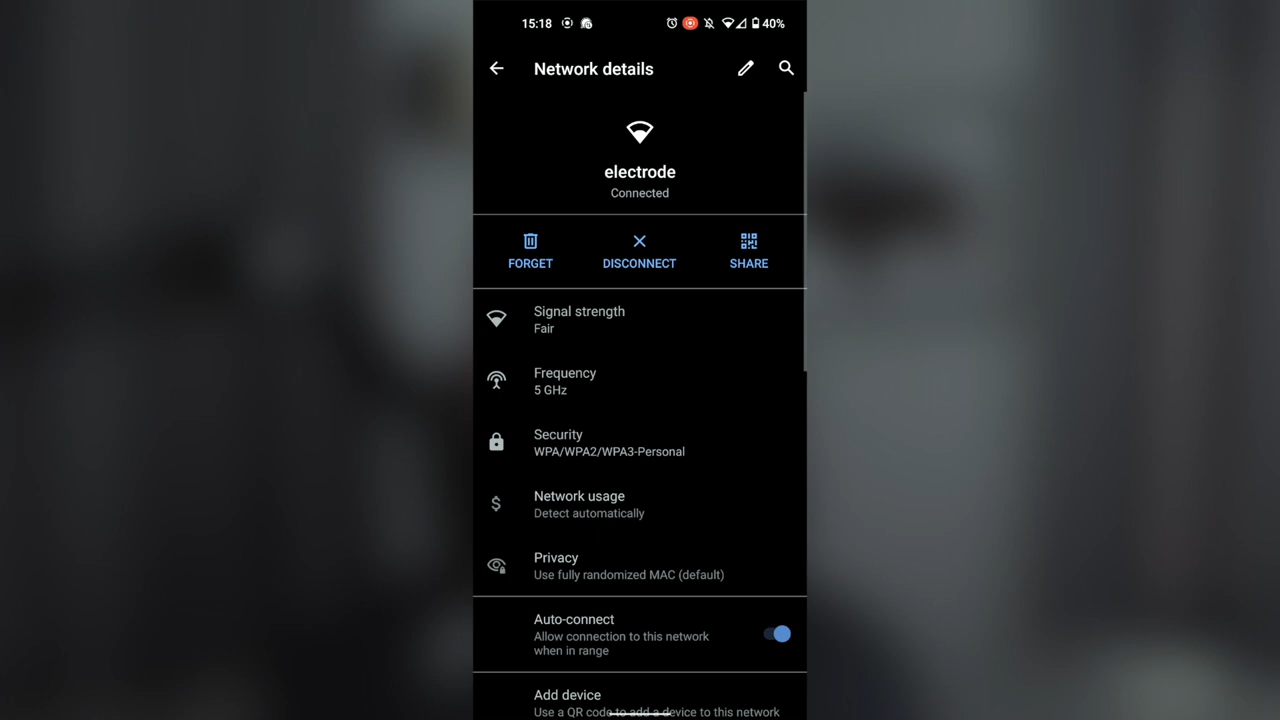 15:18
40%
Network details
electrode
Connected
FORGET
DISCONNECT
SHARE
Signal strength
Fair
Frequency
5 GHz
Security
WPA/WPA2/WPA3-Personal
Network usage
Detect automatically
Privacy
Use fully randomized MAC (default)
Auto-connect
Allow connection to this network
when in range
Add device
Use a QR code to add a device to this network